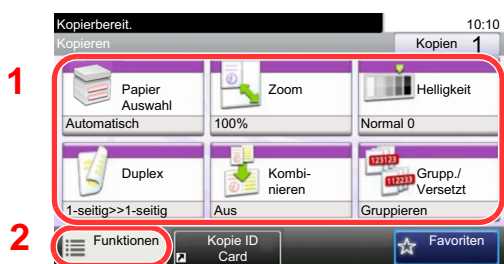 Kopierbereit.
10:10
Kopieren
Kopien 1
1
Papier
Auswahl
Automatisch
Zoom
100%
Helligkeit
Normal 0
Duplex
1-seitig>>1-seitig
Kombi-
nieren
Aus
123123
112233
Grupp./
Versetzt
Gruppieren
2
Funktionen
Kopie ID
Card
Favoriten